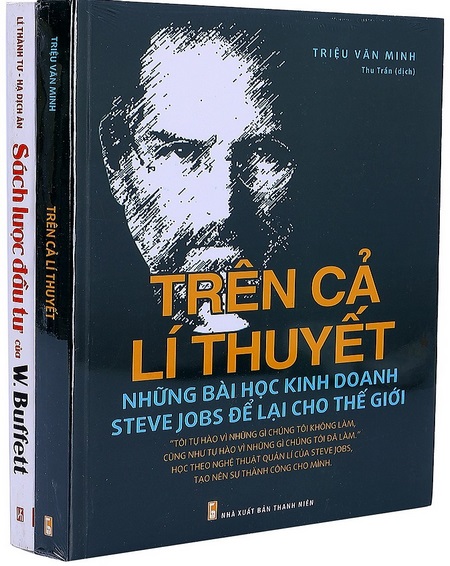 LÍ THÀNH TƯ - HẠ DỊCH ÂN
Sách lược đầu tư của W. Buffett
TRIỆU VĂN MINH
TRÊN CẢ LÍ THUYẾT
TRIỆU VĂN MINH
Thu Trần (dịch)
TRÊN CẢ
LÍ THUYẾT
NHỮNG BÀI HỌC KINH DOANH
STEVE JOBS ĐỂ LẠI CHO THẾ GIỚI
"TÔI TỰ HÀO VÌ NHỮNG GÌ CHÚNG TÔI KHÔNG LÀM,
CŨNG NHƯ TỰ HÀO VÌ NHỮNG GÌ CHÚNG TÔI ĐÃ LÀM."
HỌC THEO NGHỆ THUẬT QUẢN LÍ CỦA STEVE JOBS,
TẠO NÊN SỰ THÀNH CÔNG CHO MÌNH.
NHÀ XUẤT BẢN THANH NIÊN